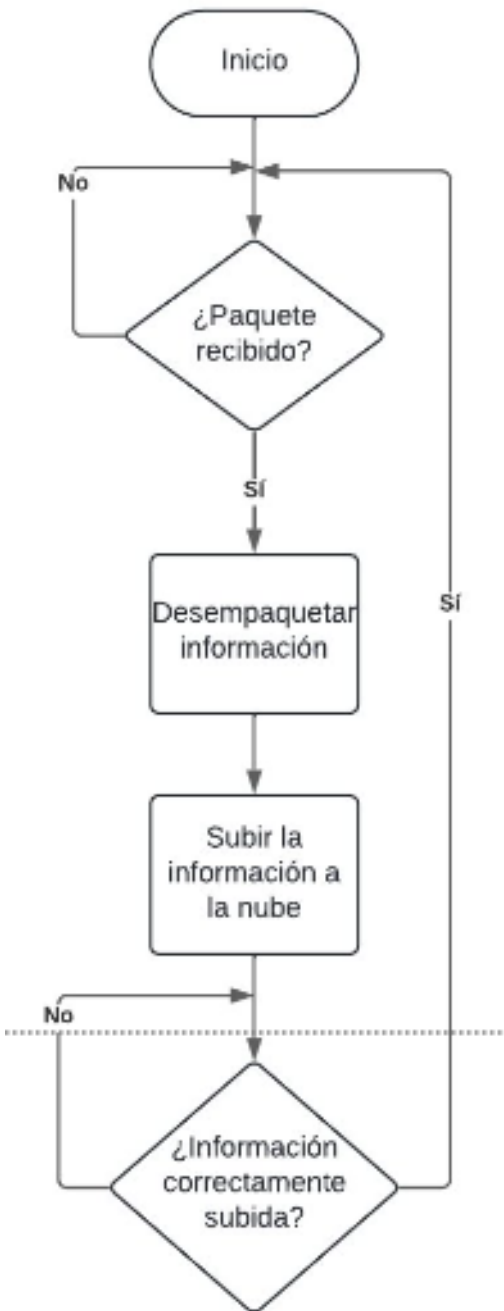 Inicio
No
¿Paquete
recibido?
Sí
Desempaquetar
información
Sí
Subir la
información a
la nube
No
¿Información
correctamente
subida?